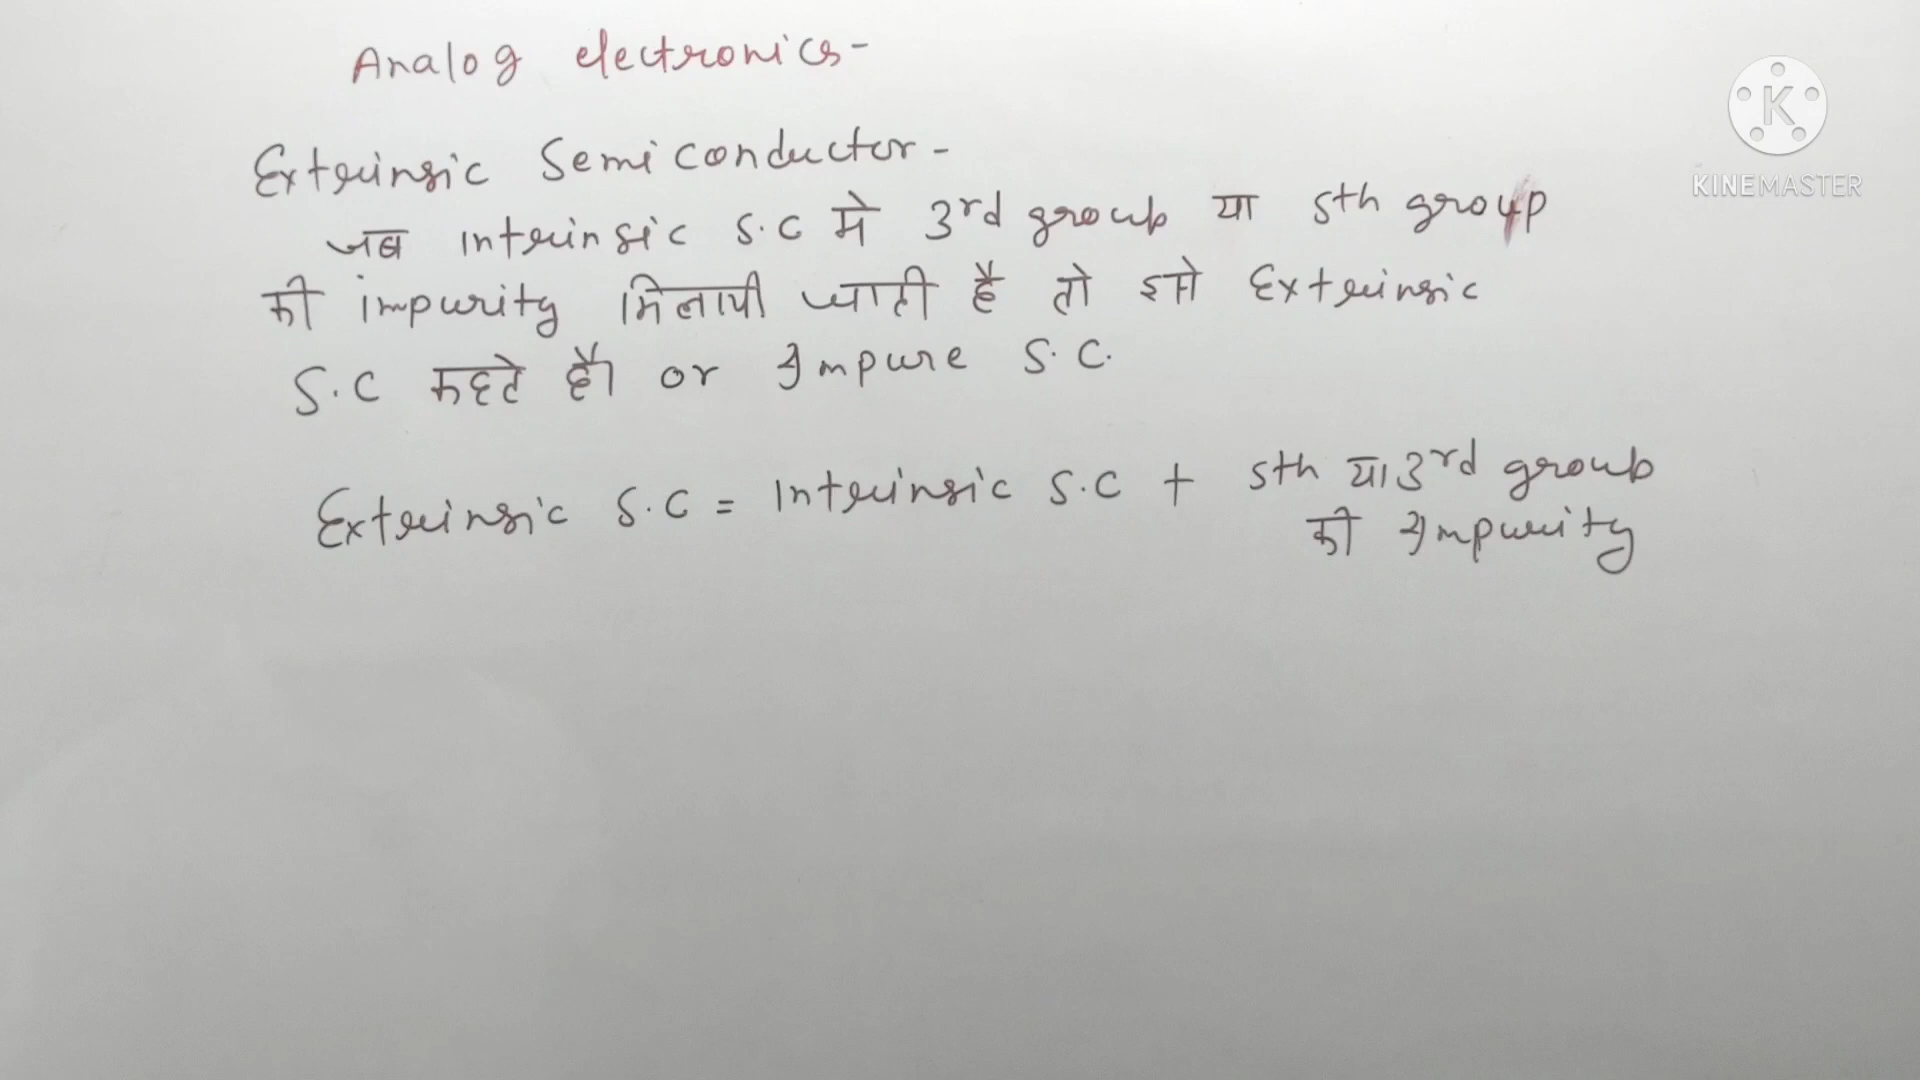 Analog electronics-
Extrinsic Semiconductor-
जब intrinsic S.C मे 3rd group या 5th group
की impurity मिलायी जाती हैं तो इसे Extrinsic
S.C कहते हैं। or Impure S.C.
Extrinsic S.C = Intrinsic S.C + 5th या 3rd group
की Impurity
K
KINEMASTER